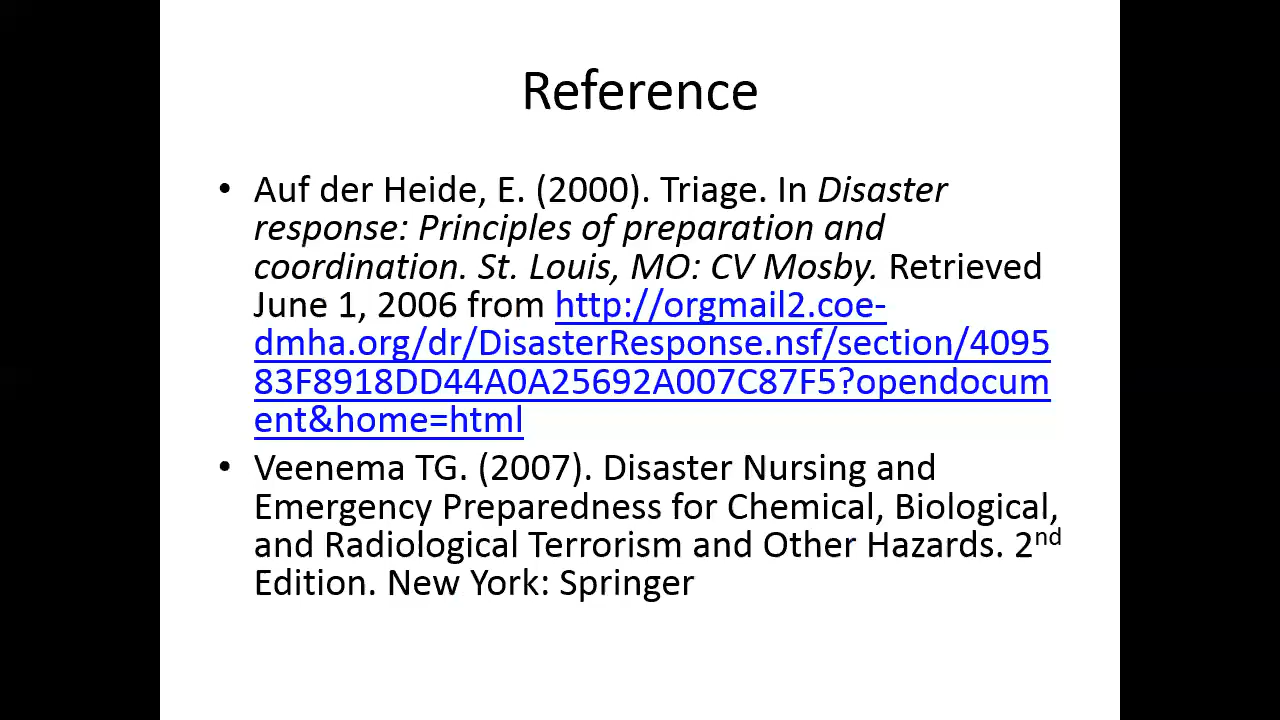 Reference
• Auf der Heide, E. (2000). Triage. In Disaster
response: Principles of preparation and
coordination. St. Louis, MO: CV Mosby. Retrieved
June 1, 2006 from http://orgmail2.coe-
dmha.org/dr/DisasterResponse.nsf/section/4095
83F8918DD44A0A25692A007C87F5?opendocum
ent&home=html
• Veenema TG. (2007). Disaster Nursing and
Emergency Preparedness for Chemical, Biological,
and Radiological Terrorism and Other Hazards. 2nd
Edition. New York: Springer